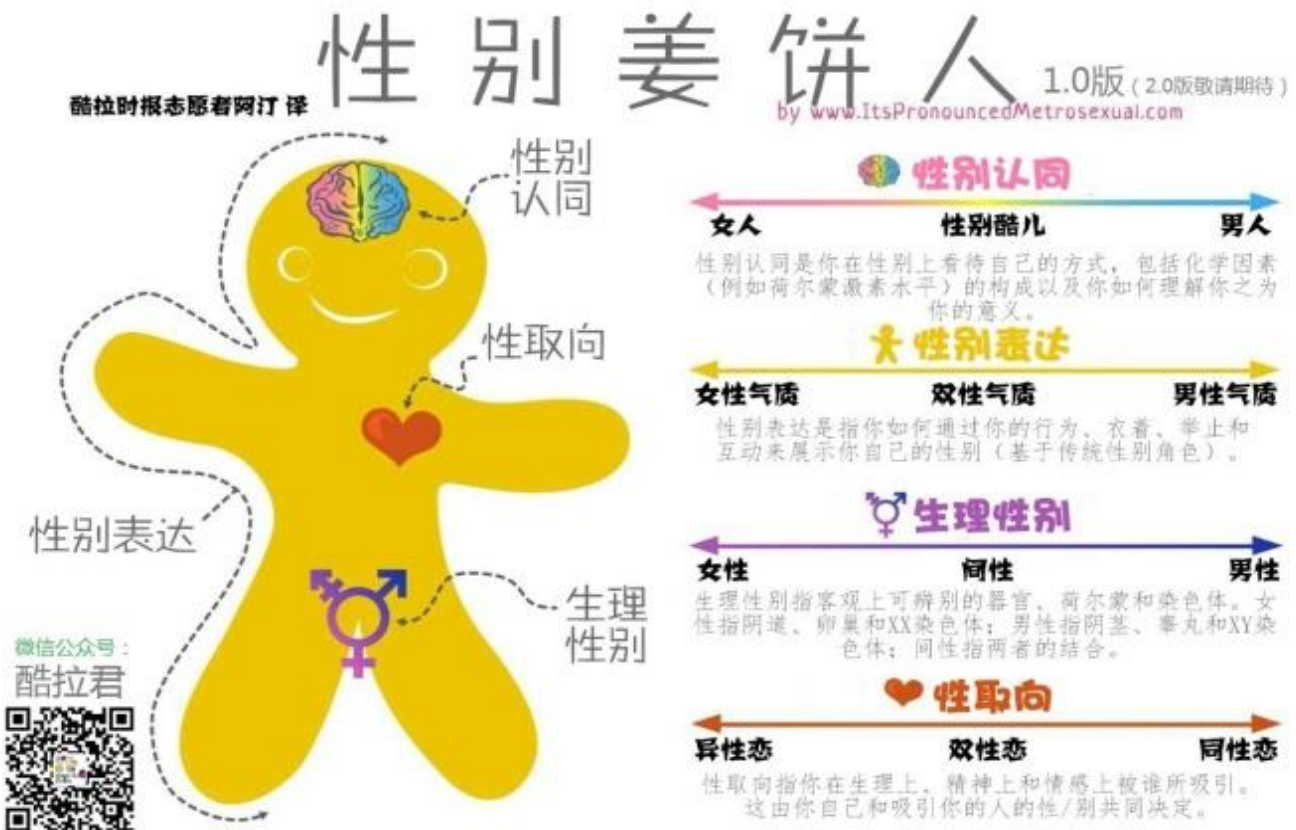 性别姜饼人 1.0版（2.0版敬请期待）
酷拉时报志愿者阿汀 译
by www.ItsPronouncedMetrosexual.com
性别
认同
性取向
性别表达
生理
性别
微信公众号：
酷拉君
性别认同
女人 性别酷儿 男人
性别认同是你在性别上看待自己的方式，包括化学因素
（例如荷尔蒙激素水平）的构成以及你如何理解你之为
你的意义。
性别表达
女性气质 双性气质 男性气质
性别表达是指你如何通过你的行为、衣着、举止和
互动来展示你自己的性别（基于传统性别角色）。
生理性别
女性 间性 男性
生理性别指客观上可辨别的器官、荷尔蒙和染色体。女
性指阴道、卵巢和XX染色体；男性指阴茎、睾丸和XY染
色体；间性指两者的结合。
性取向
异性恋 双性恋 同性恋
性取向指你在生理上、精神上和情感上被谁所吸引。
这由你自己和吸引你的人的性/别共同决定。